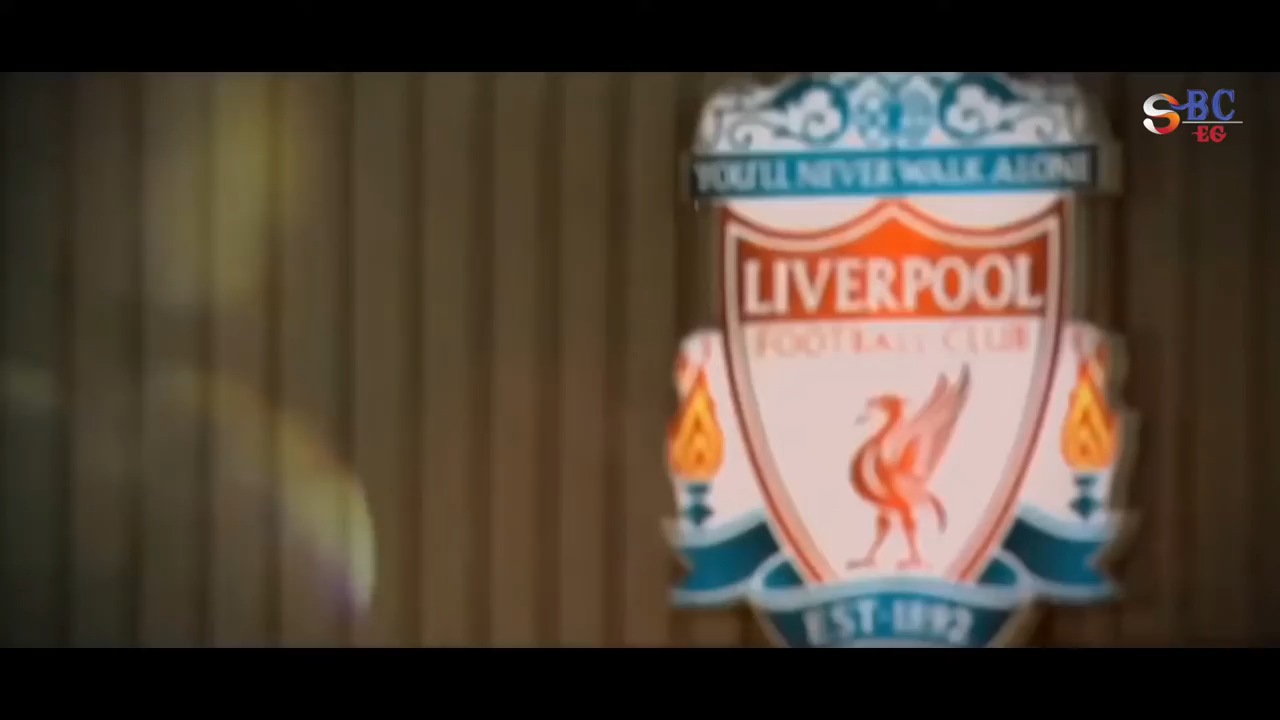 SBC
EG
YOU'LL NEVER WALK ALONE
LIVERPOOL
FOOTBALL CLUB
EST·1892